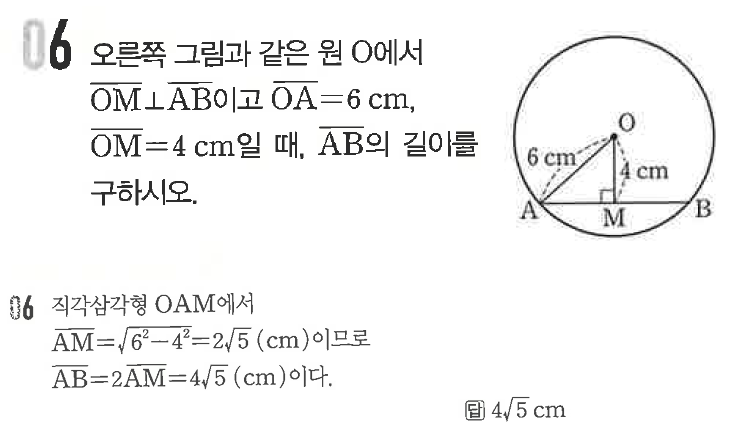 06 오른쪽 그림과 같은 원 O에서
OM⊥AB이고 OA=6 cm,
OM=4 cm일 때, AB의 길이를
구하시오.
O
6 cm
4 cm
A
M
B
06 직각삼각형 OAM에서
AM=√(6²-4²)=2√5 (cm)이므로
AB=2AM=4√5 (cm)이다.
답 4√5 cm